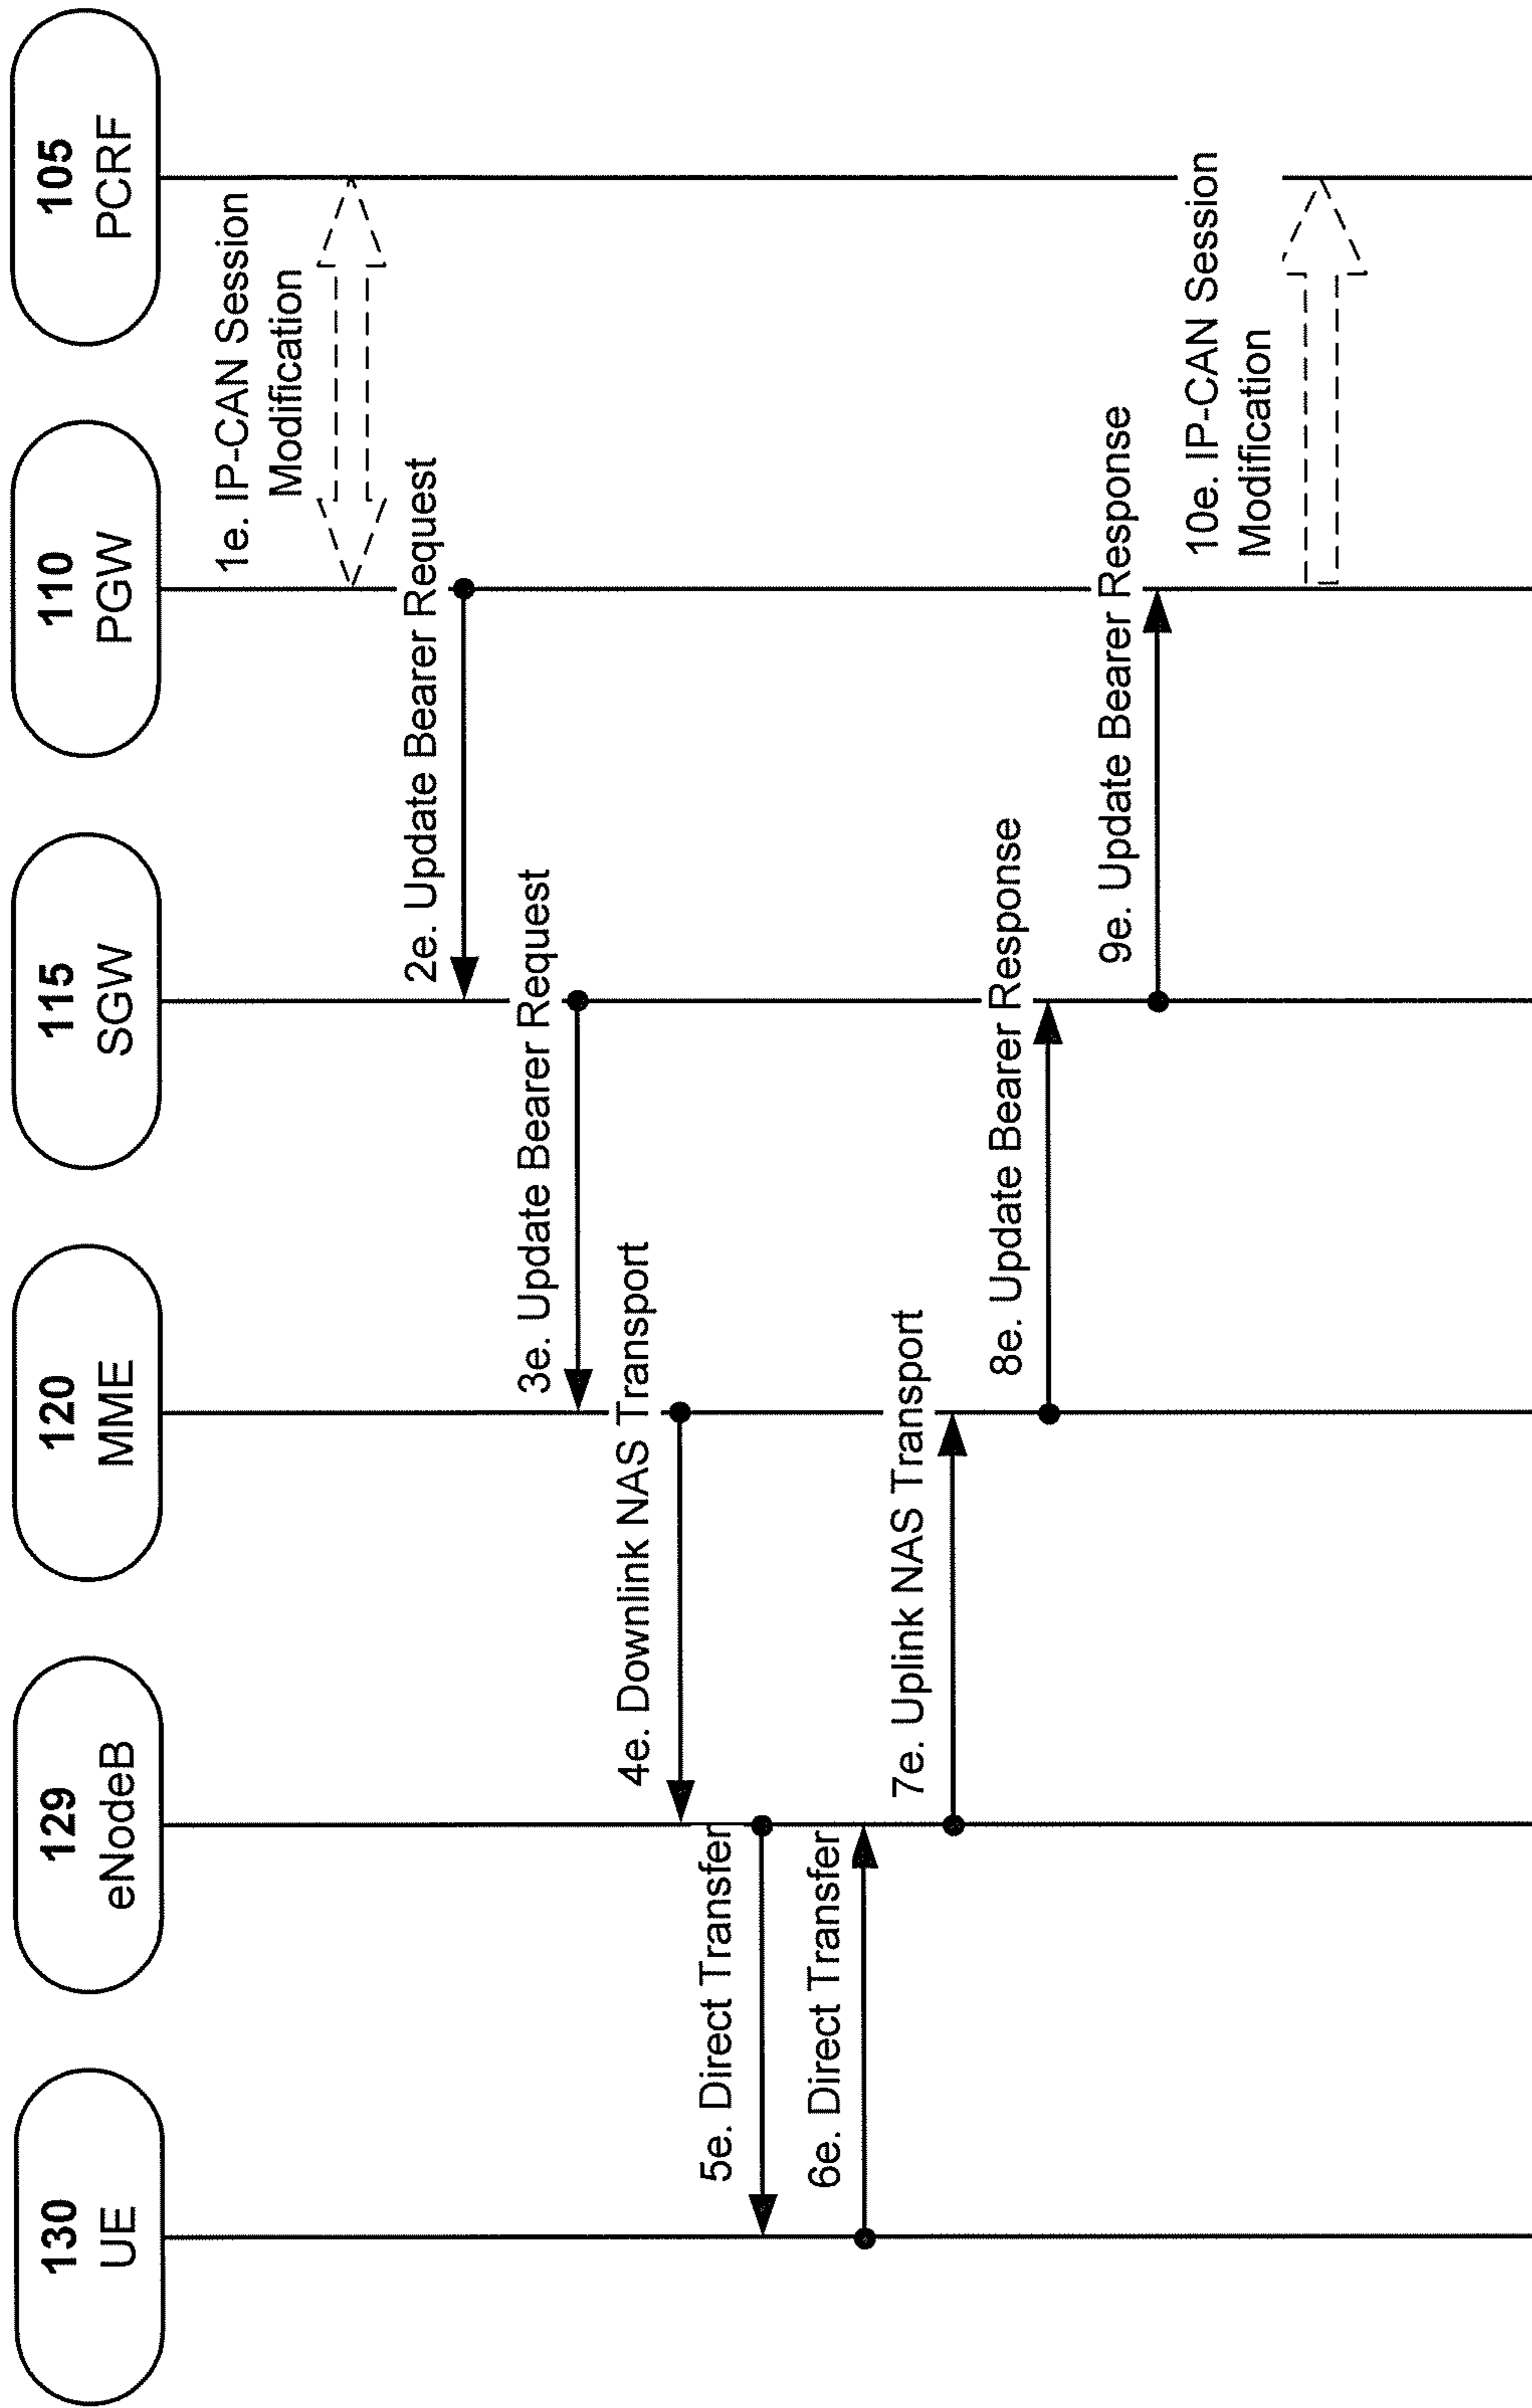 130
UE
129
eNodeB
120
MME
115
SGW
110
PGW
105
PCRF
1e. IP-CAN Session
Modification
2e. Update Bearer Request
3e. Update Bearer Request
4e. Downlink NAS Transport
5e. Direct Transfer
6e. Direct Transfer
7e. Uplink NAS Transport
8e. Update Bearer Response
9e. Update Bearer Response
10e. IP-CAN Session
Modification